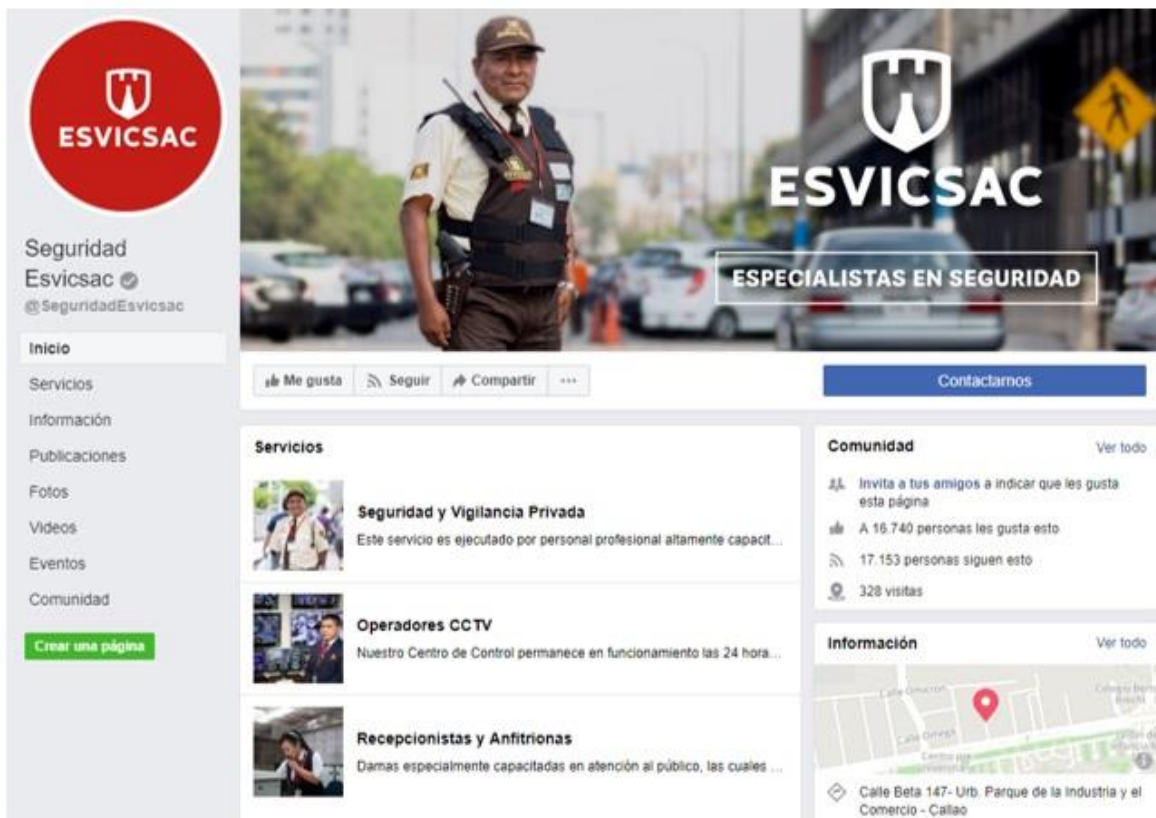 ESVICSAC
Seguridad
Esvicsac
@SeguridadEsvicsac
Inicio
Servicios
Información
Publicaciones
Fotos
Videos
Eventos
Comunidad
Crear una página
ESVICSAC
ESPECIALISTAS EN SEGURIDAD
Me gusta
Seguir
Compartir
...
Contactarnos
Servicios
Seguridad y Vigilancia Privada
Este servicio es ejecutado por personal profesional altamente capacit...
Operadores CCTV
Nuestro Centro de Control permanece en funcionamiento las 24 hora...
Recepcionistas y Anfitrionas
Damas especialmente capacitadas en atención al público, las cuales ...
Comunidad
Ver todo
Invita a tus amigos a indicar que les gusta
esta página
A 16.740 personas les gusta esto
17.153 personas siguen esto
328 visitas
Información
Ver todo
Calle Omicron
Calle Omega
Calle Beta 147- Urb. Parque de la Industria y el
Comercio - Callao